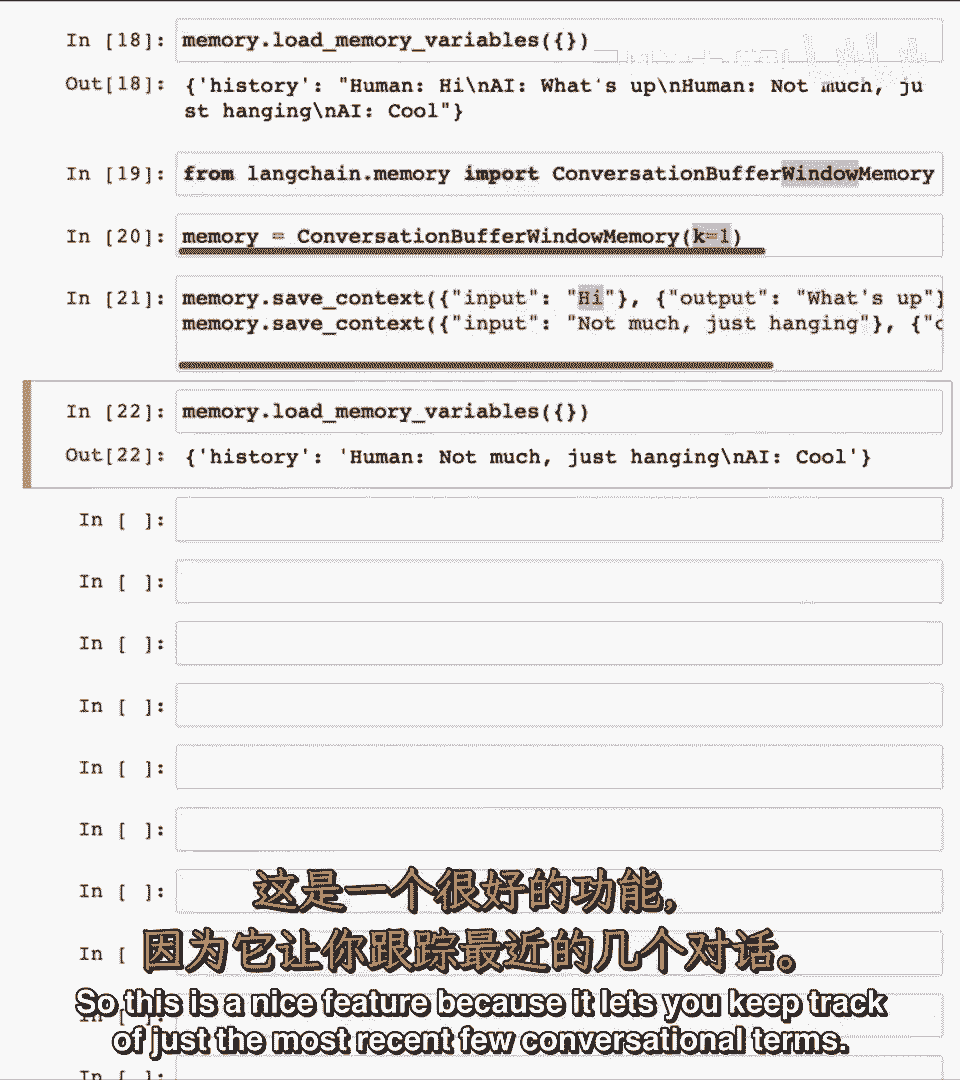 In [18]: memory.load_memory_variables({})
Out[18]: {'history': "Human: Hi\nAI: What's up\nHuman: Not much, ju
st hanging\nAI: Cool"}
In [19]: from langchain.memory import ConversationBufferWindowMemory
In [20]: memory = ConversationBufferWindowMemory(k=1)
In [21]: memory.save_context({"input": "Hi"}, {"output": "What's up"}
memory.save_context({"input": "Not much, just hanging"}, {"
In [22]: memory.load_memory_variables({})
Out[22]: {'history': 'Human: Not much, just hanging\nAI: Cool'}
In [ ]:
In [ ]:
In [ ]:
In [ ]:
In [ ]:
In [ ]:
In [ ]:
这是一个很好的功能,
In [
因为它让你跟踪最近的几个对话。
So this is a nice feature because it lets you keep track
of just the most recent few conversational terms.